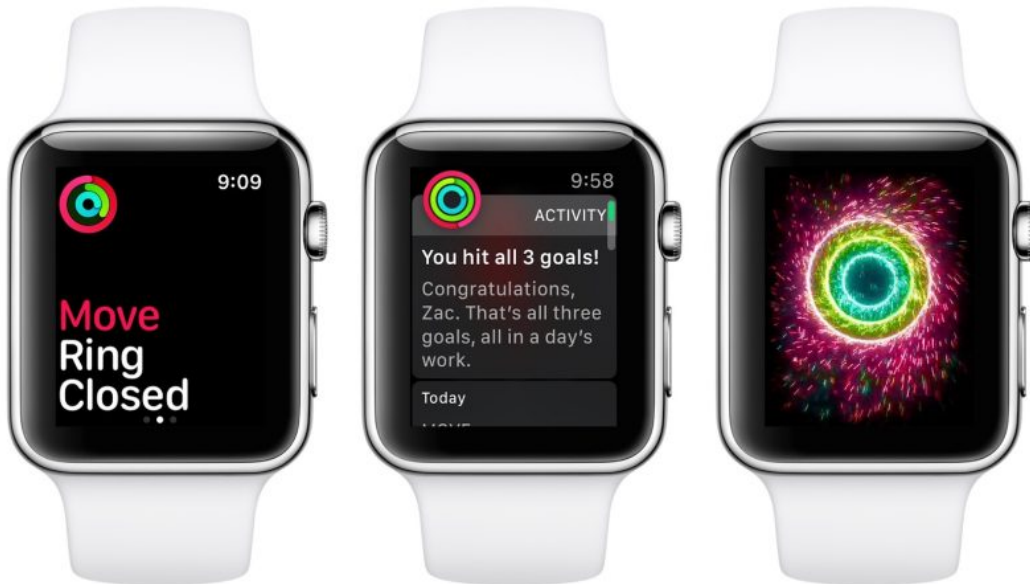 9:09
Move
Ring
Closed
9:58
ACTIVITY
You hit all 3 goals!
Congratulations,
Zac. That's all three
goals, all in a day's
work.
Today
MOVE